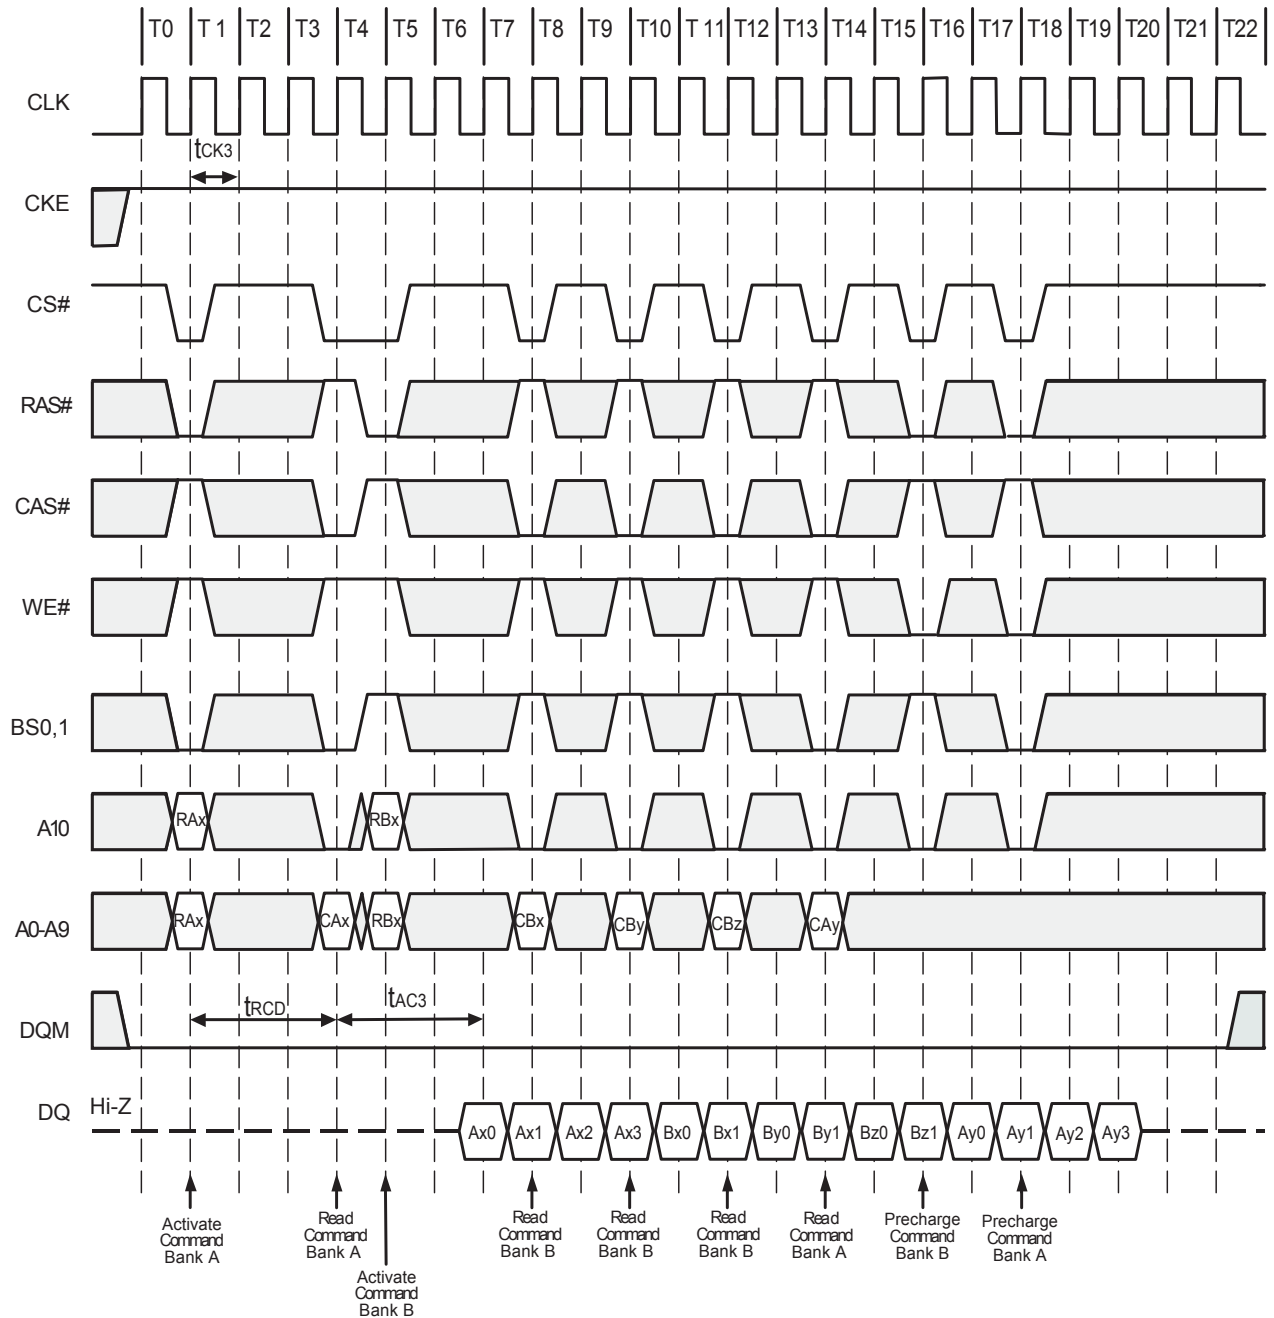 T0 T 1 T2 T3 T4 T5 T6 T7 T8 T9 T10 T 11 T12 T13 T14 T15 T16 T17 T18 T19 T20 T21 T22
CLK
tCK3
CKE
CS#
RAS#
CAS#
WE#
BS0,1
A10 RAx RBx
A0-A9 RAx CAx RBx CBx CBy CBz CAy
tRCD tAC3
DQM
Hi-Z
DQ Ax0 Ax1 Ax2 Ax3 Bx0 Bx1 By0 By1 Bz0 Bz1 Ay0 Ay1 Ay2 Ay3
Activate
Command
Bank A
Read
Command
Bank A
Activate
Command
Bank B
Read
Command
Bank B
Read
Command
Bank B
Read
Command
Bank B
Read
Command
Bank A
Precharge
Command
Bank B
Precharge
Command
Bank A